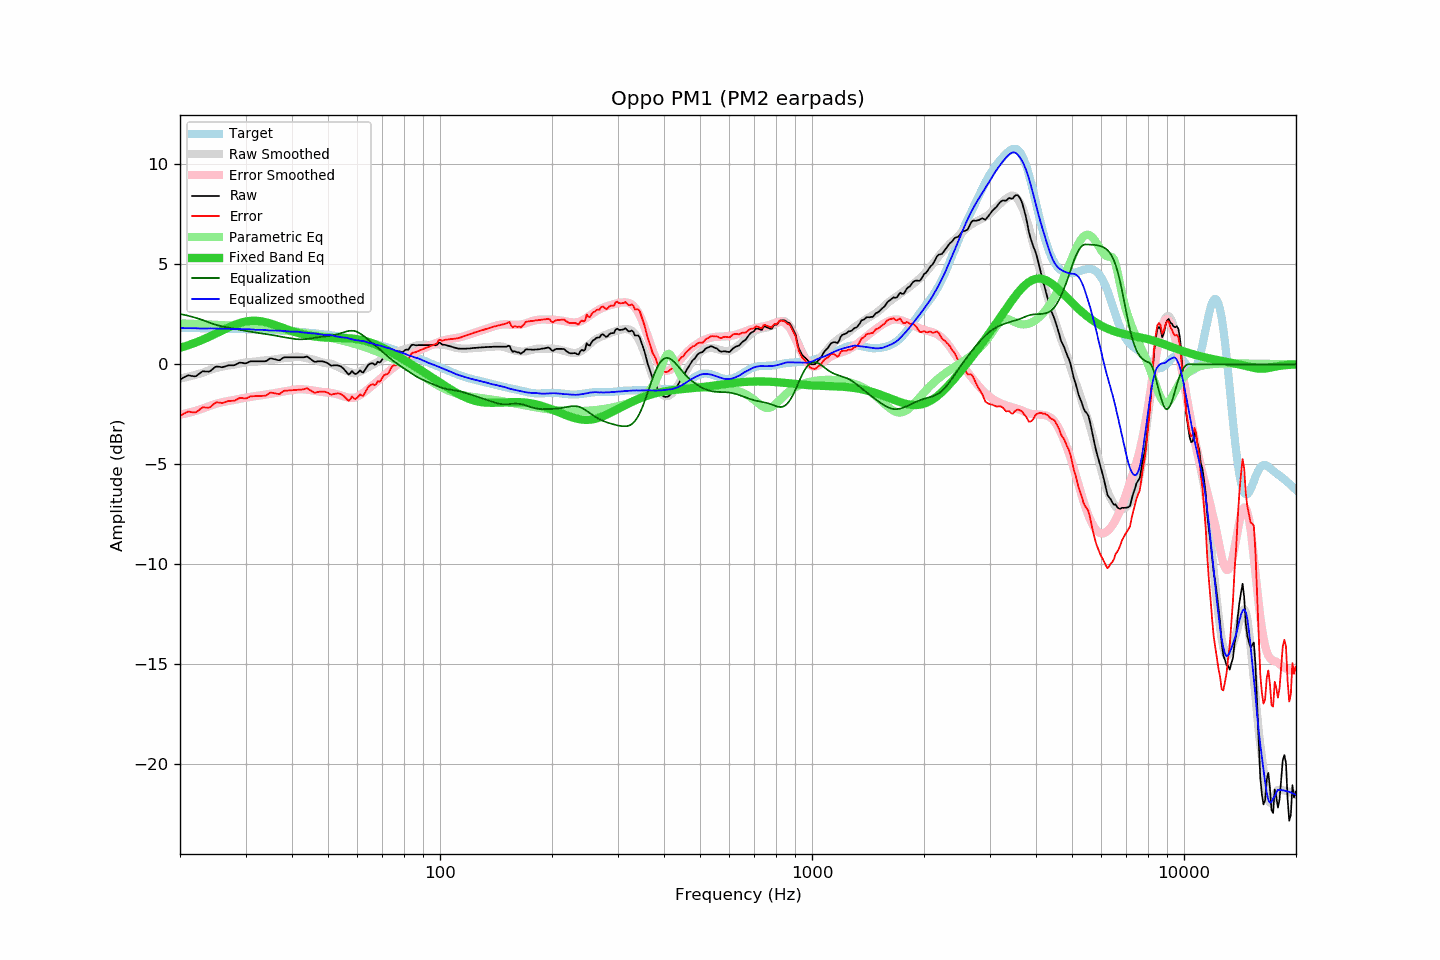 Oppo PM1 (PM2 earpads)
Target
Raw Smoothed
Error Smoothed
Raw
Error
Parametric Eq
Fixed Band Eq
Equalization
Equalized smoothed
10
5
0
−5
−10
−15
−20
Amplitude (dBr)
100
1000
10000
Frequency (Hz)